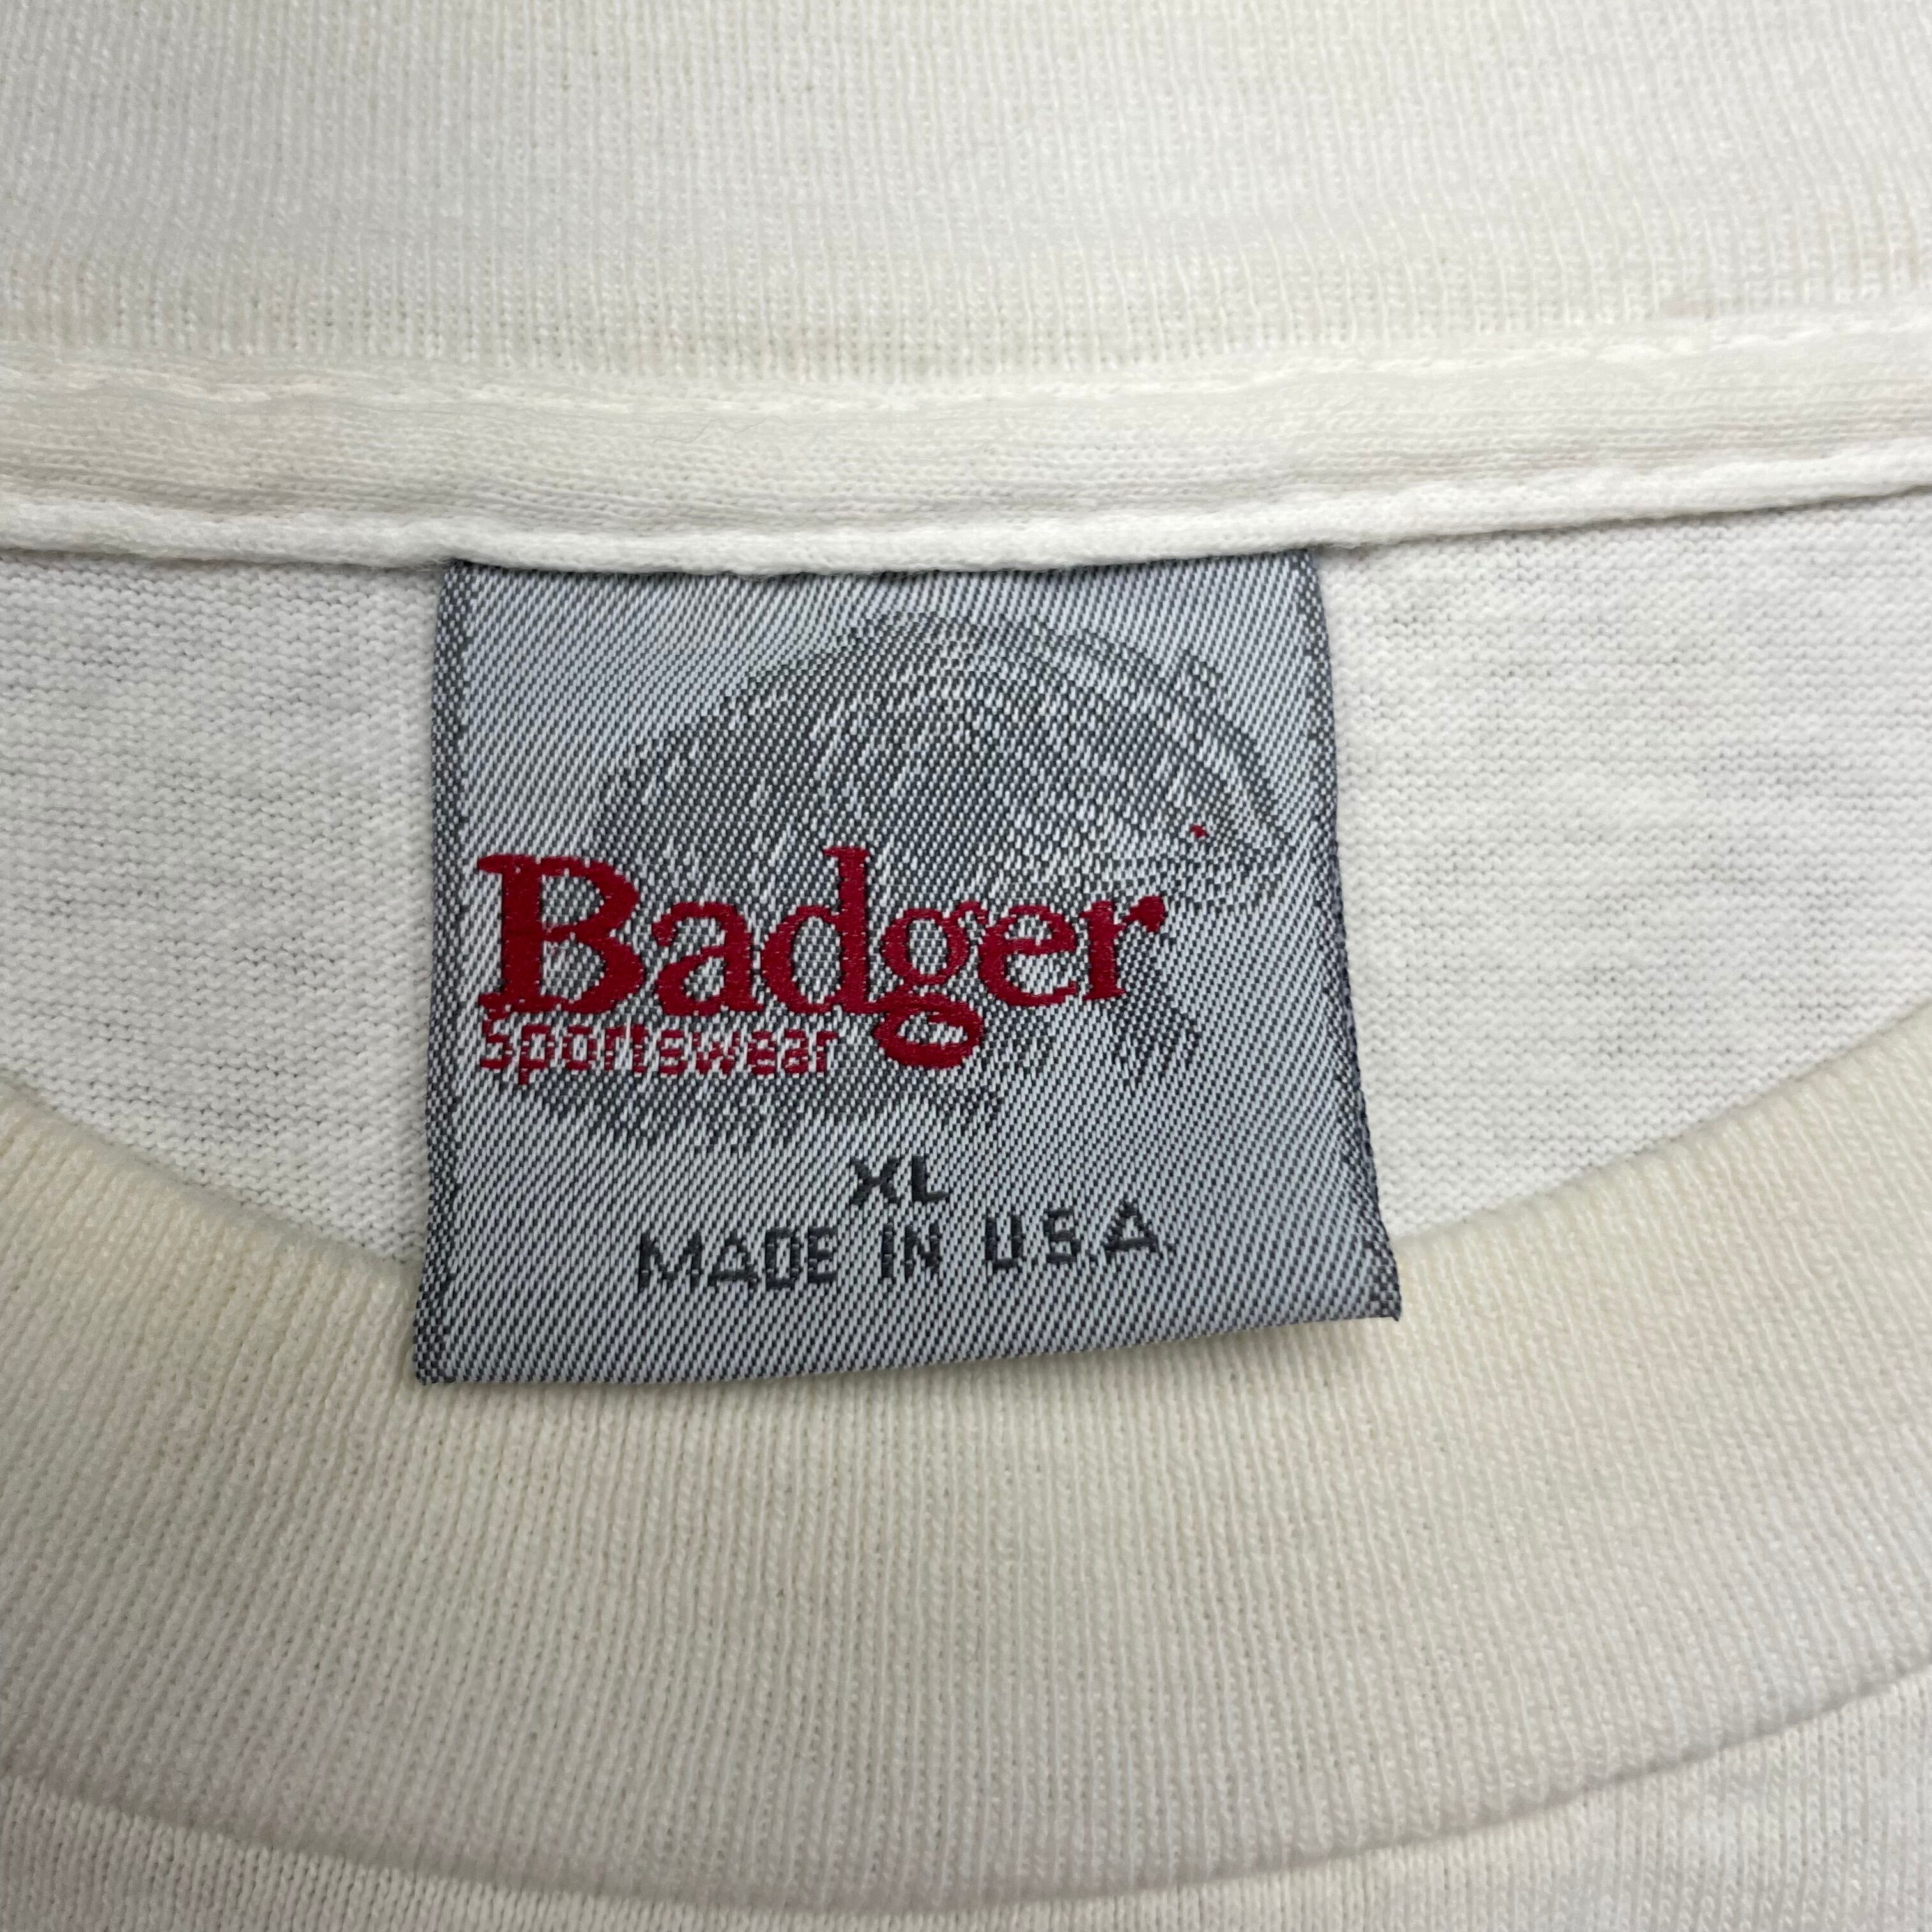 Badger
Sportswear
XL
MADE IN U.S.A.